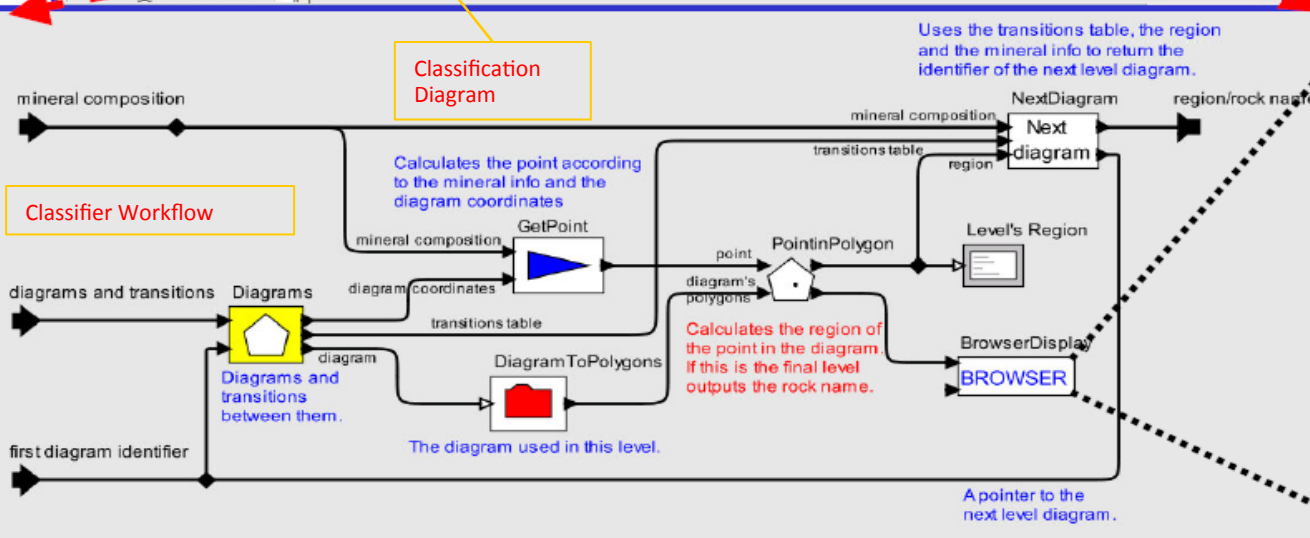 Classification
Diagram
Uses the transitions table, the region
and the mineral info to return the
identifier of the next level diagram.
mineral composition
NextDiagram
region/rock name
mineral composition
Next
diagram
transitions table
region
Calculates the point according
to the mineral info and the
diagram coordinates
Classifier Workflow
GetPoint
mineral composition
Level's Region
PointinPolygon
point
diagram's
polygons
diagrams and transitions
Diagrams
diagram coordinates
transitions table
Calculates the region of
the point in the diagram.
If this is the final level
outputs the rock name.
BrowserDisplay
BROWSER
diagram
DiagramToPolygons
Diagrams and
transitions
between them.
The diagram used in this level.
first diagram identifier
A pointer to the
next level diagram.